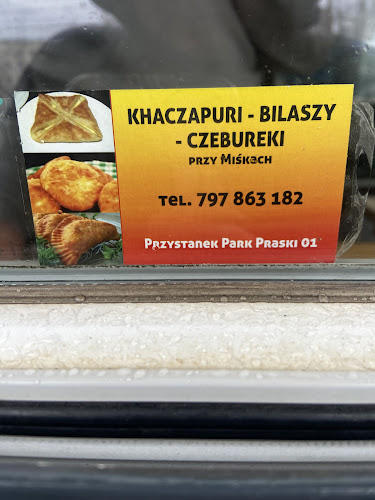 KHACZAPURI - BILASZY
- CZEBUREKI
PRZY MIŚKACH
TEL. 797 863 182
PRZYSTANEK PARK PRASKI 01